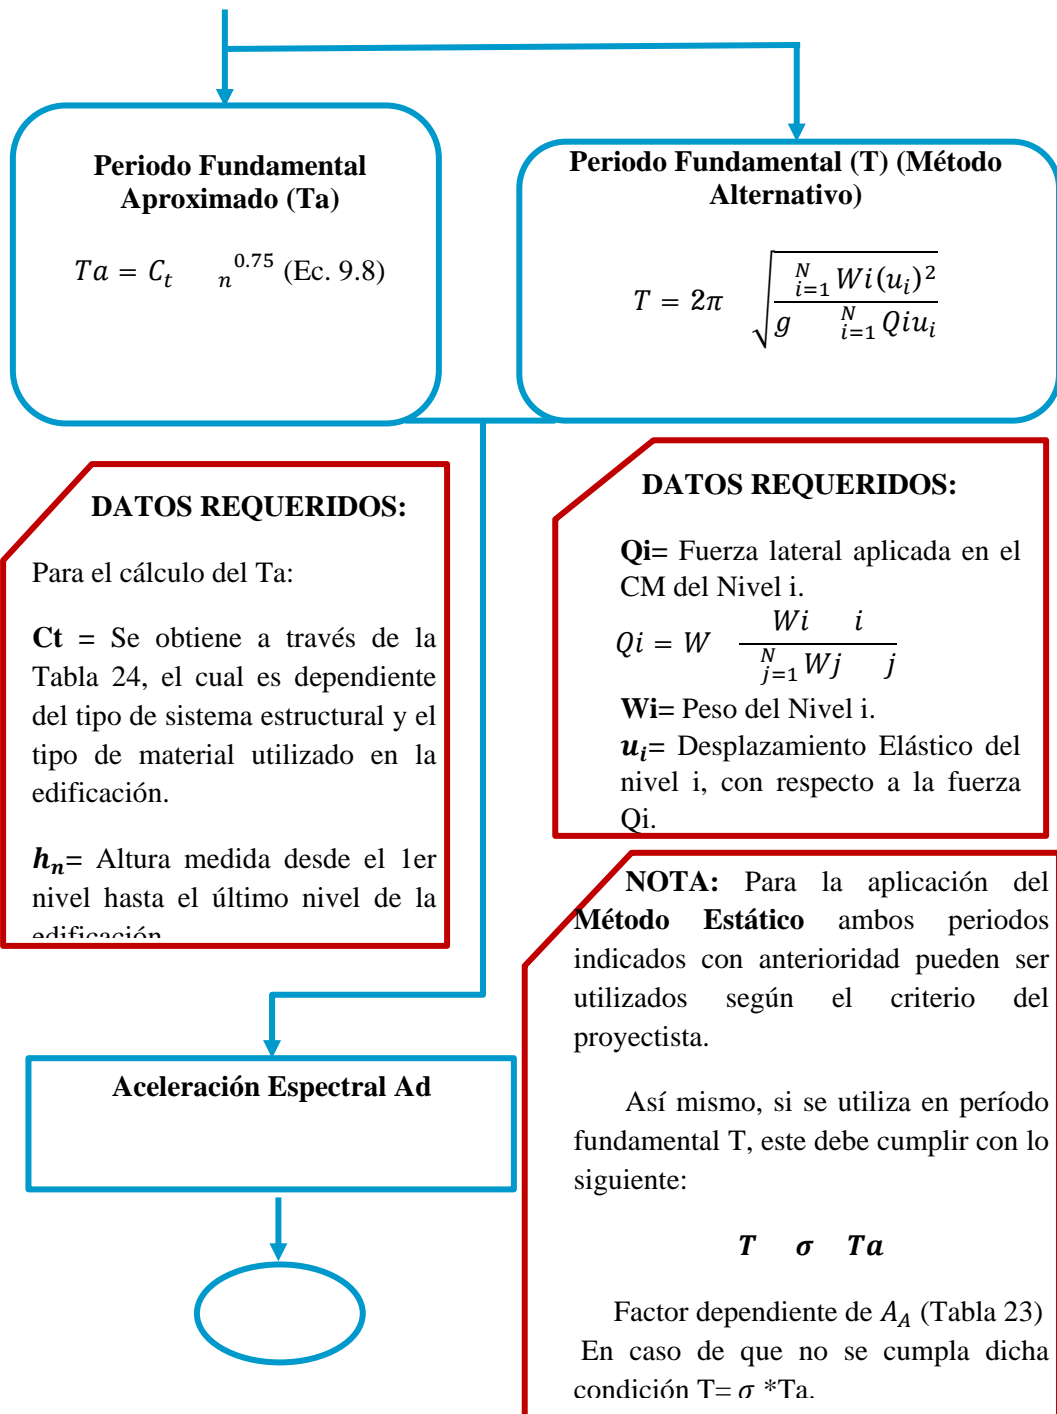 Periodo Fundamental
Aproximado (Ta)
Ta = C_t   _n^0.75 (Ec. 9.8)
Periodo Fundamental (T) (Método
Alternativo)
T = 2π √( ^N_i=1 Wi(u_i)^2 / g ^N_i=1 Qiu_i )
DATOS REQUERIDOS:
Para el cálculo del Ta:
Ct = Se obtiene a través de la
Tabla 24, el cual es dependiente
del tipo de sistema estructural y el
tipo de material utilizado en la
edificación.
h_n= Altura medida desde el 1er
nivel hasta el último nivel de la
edificación
DATOS REQUERIDOS:
Qi= Fuerza lateral aplicada en el
CM del Nivel i.
Qi = W   Wi   i / ^N_j=1 Wj   j
Wi= Peso del Nivel i.
u_i= Desplazamiento Elástico del
nivel i, con respecto a la fuerza
Qi.
NOTA: Para la aplicación del
Método Estático ambos periodos
indicados con anterioridad pueden ser
utilizados según el criterio del
proyectista.
Así mismo, si se utiliza en período
fundamental T, este debe cumplir con lo
siguiente:
T   σ   Ta
Factor dependiente de A_A (Tabla 23)
En caso de que no se cumpla dicha
condición T= σ *Ta.
Aceleración Espectral Ad